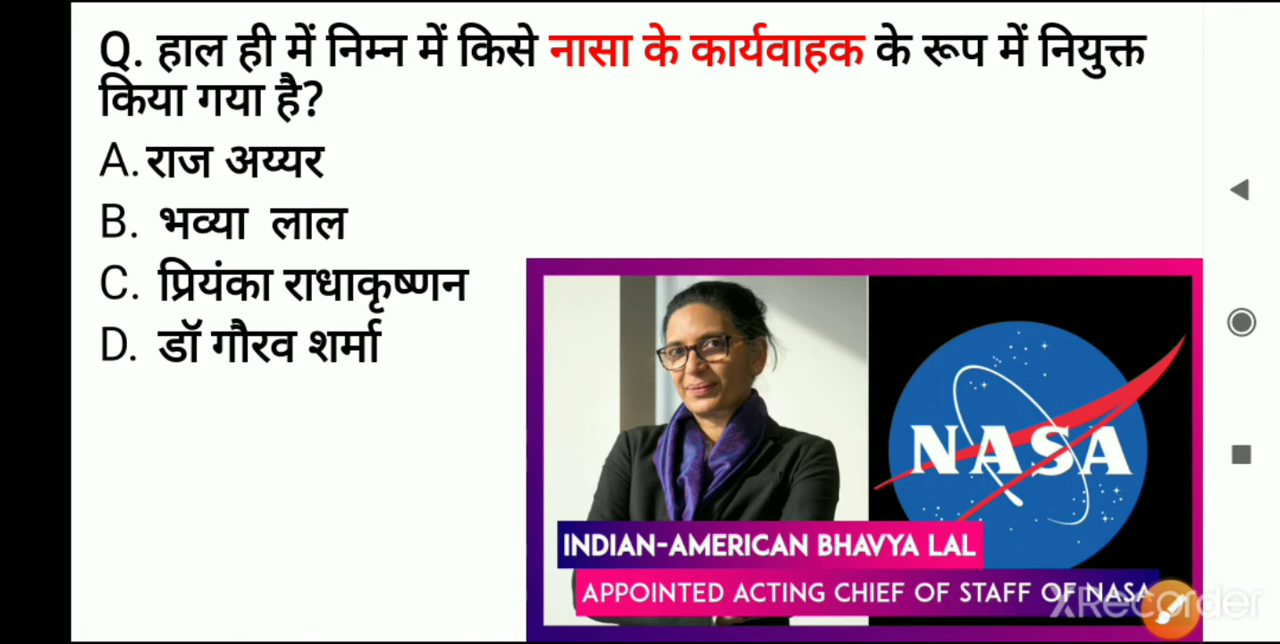 Q. हाल ही में निम्न में किसे नासा के कार्यवाहक के रूप में नियुक्त
किया गया है?
A. राज अय्यर
B. भव्या लाल
C. प्रियंका राधाकृष्णन
D. डॉ गौरव शर्मा
NASA
INDIAN-AMERICAN BHAVYA LAL
APPOINTED ACTING CHIEF OF STAFF OF NASA
XRecorder